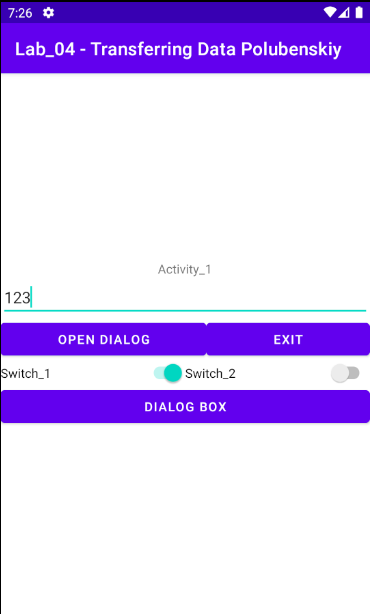 7:26
Lab_04 - Transferring Data Polubenskiy
Activity_1
123
OPEN DIALOG EXIT
Switch_1 Switch_2
DIALOG BOX